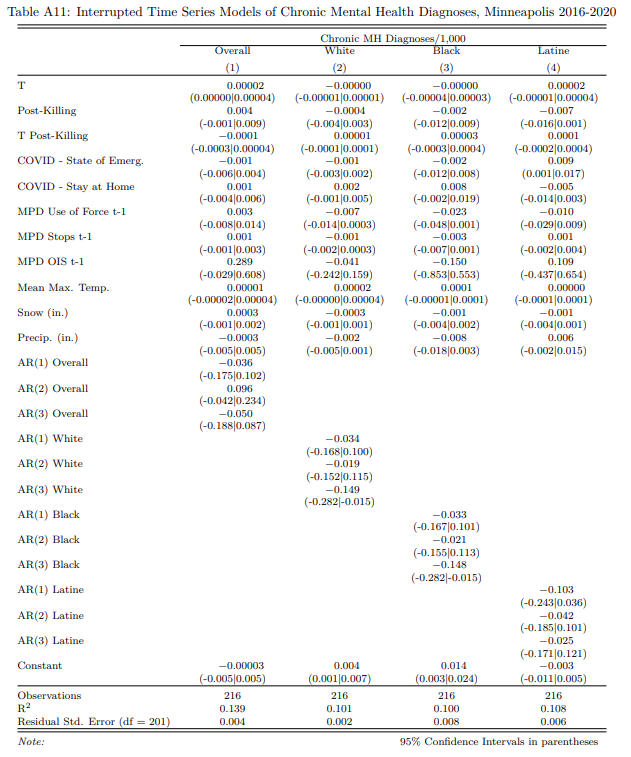 Table A11: Interrupted Time Series Models of Chronic Mental Health Diagnoses, Minneapolis 2016-2020
Chronic MH Diagnoses/1,000
Overall White Black Latine
(1) (2) (3) (4)
T 0.00002 −0.00000 −0.00000 0.00002
(0.00000|0.00004) (-0.00001|0.00001) (-0.00004|0.00003) (-0.00001|0.00004)
Post-Killing 0.004 −0.0004 −0.002 −0.007
(-0.001|0.009) (-0.004|0.003) (-0.012|0.009) (-0.016|0.001)
T Post-Killing −0.0001 0.00001 0.00003 0.0001
(-0.0003|0.00004) (-0.0001|0.0001) (-0.0003|0.0004) (-0.0002|0.0004)
COVID - State of Emerg. −0.001 −0.001 −0.002 0.009
(-0.006|0.004) (-0.003|0.002) (-0.012|0.008) (0.001|0.017)
COVID - Stay at Home 0.001 0.002 0.008 −0.005
(-0.004|0.006) (-0.001|0.005) (-0.002|0.019) (-0.014|0.003)
MPD Use of Force t-1 0.003 −0.007 −0.023 −0.010
(-0.008|0.014) (-0.014|0.0003) (-0.048|0.001) (-0.029|0.009)
MPD Stops t-1 0.001 −0.001 −0.003 0.001
(-0.001|0.003) (-0.002|0.0003) (-0.007|0.001) (-0.002|0.004)
MPD OIS t-1 0.289 −0.041 −0.150 0.109
(-0.029|0.608) (-0.242|0.159) (-0.853|0.553) (-0.437|0.654)
Mean Max. Temp. 0.00001 0.00002 0.0001 0.00000
(-0.00002|0.00004) (-0.00000|0.00004) (-0.00001|0.0001) (-0.0001|0.0001)
Snow (in.) 0.0003 −0.0003 −0.001 −0.001
(-0.001|0.002) (-0.001|0.001) (-0.004|0.002) (-0.004|0.001)
Precip. (in.) −0.0003 −0.002 −0.008 0.006
(-0.005|0.005) (-0.005|0.001) (-0.018|0.003) (-0.002|0.015)
AR(1) Overall −0.036
(-0.175|0.102)
AR(2) Overall 0.096
(-0.042|0.234)
AR(3) Overall −0.050
(-0.188|0.087)
AR(1) White −0.034
(-0.168|0.100)
AR(2) White −0.019
(-0.152|0.115)
AR(3) White −0.149
(-0.282|-0.015)
AR(1) Black −0.033
(-0.167|0.101)
AR(2) Black −0.021
(-0.155|0.113)
AR(3) Black −0.148
(-0.282|-0.015)
AR(1) Latine −0.103
(-0.243|0.036)
AR(2) Latine −0.042
(-0.185|0.101)
AR(3) Latine −0.025
(-0.171|0.121)
Constant −0.00003 0.004 0.014 −0.003
(-0.005|0.005) (0.001|0.007) (0.003|0.024) (-0.011|0.005)
Observations 216 216 216 216
R2 0.139 0.101 0.100 0.108
Residual Std. Error (df = 201) 0.004 0.002 0.008 0.006
Note: 95% Confidence Intervals in parentheses